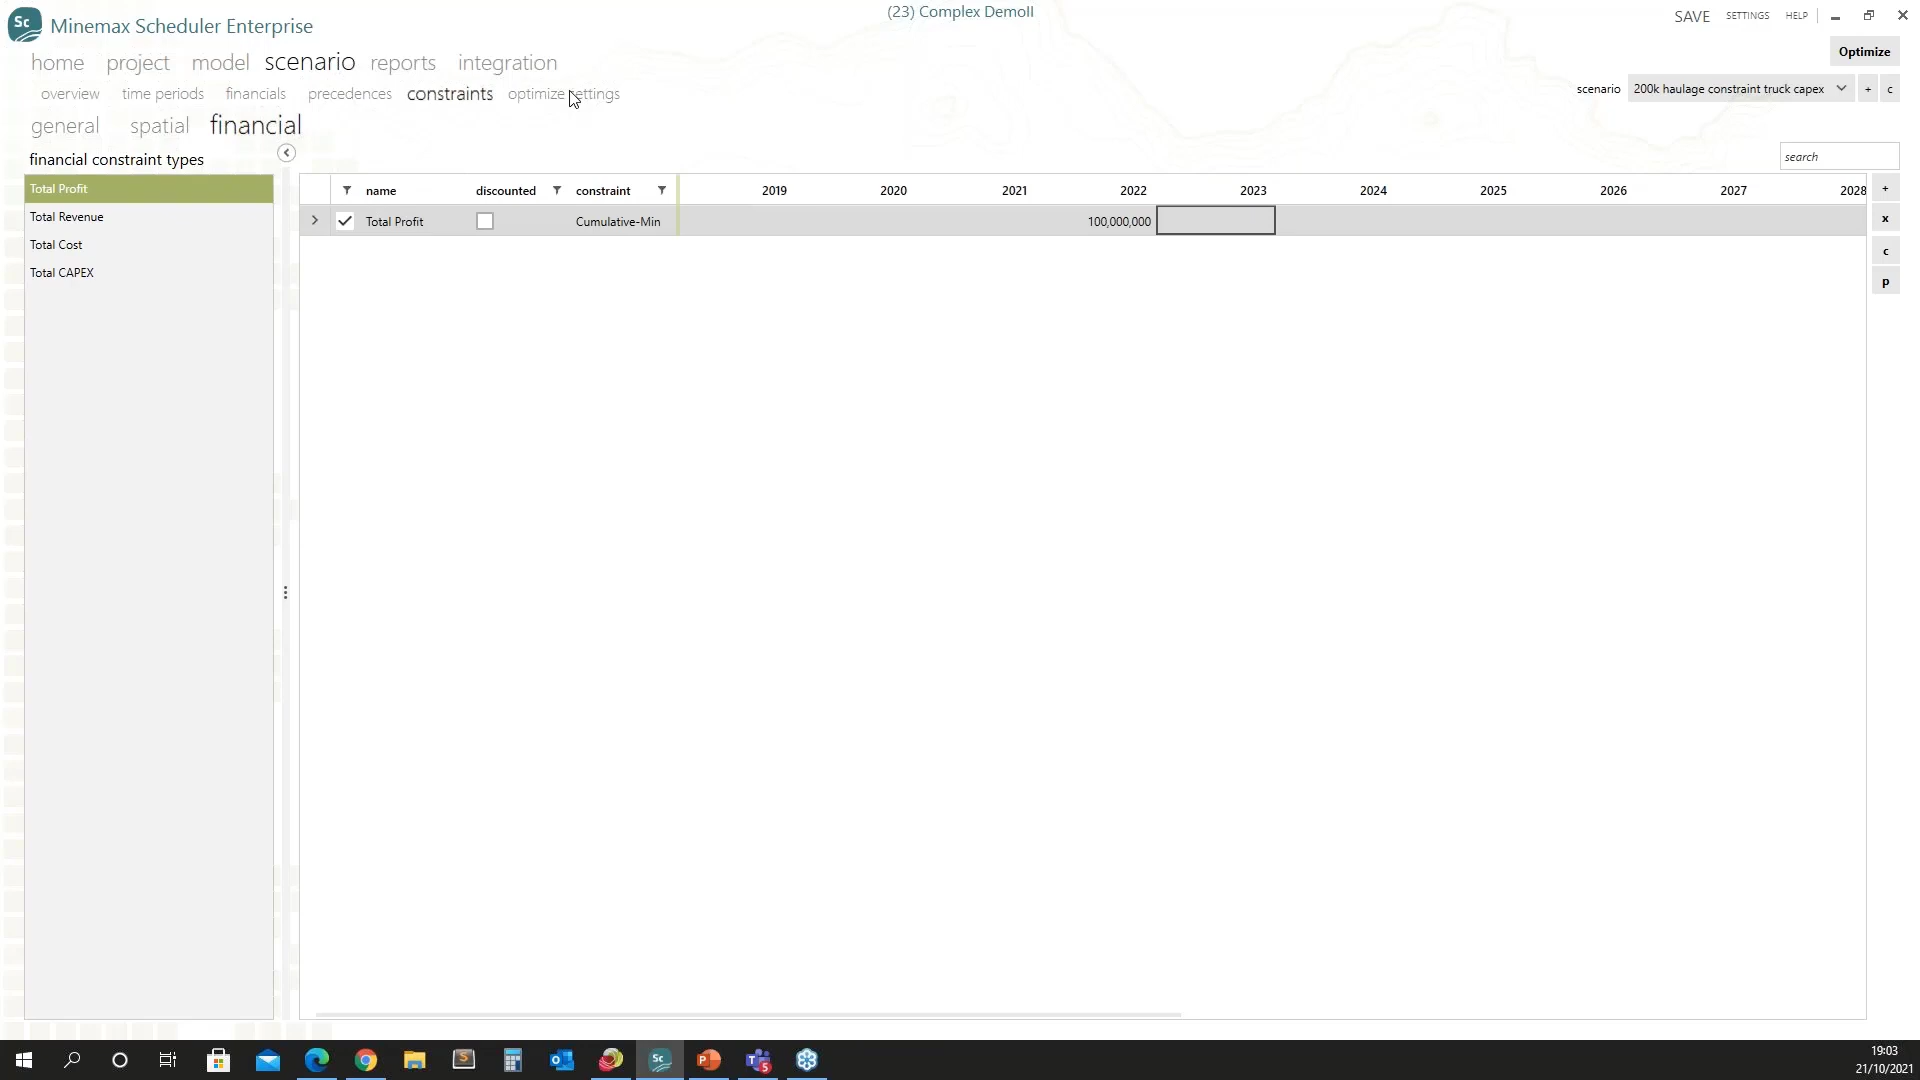 Sc Minemax Scheduler Enterprise
(23) Complex DemoII
SAVE SETTINGS HELP
home project model scenario reports integration
Optimize
overview time periods financials precedences constraints optimize settings
scenario 200k haulage constraint truck capex + c
general spatial financial
financial constraint types
search
Total Profit
Total Revenue
Total Cost
Total CAPEX
name discounted constraint 2019 2020 2021 2022 2023 2024 2025 2026 2027 2028
Total Profit Cumulative-Min 100,000,000
+
x
c
p
19:03
21/10/2021